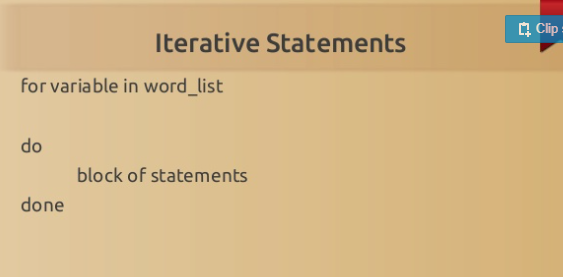 Iterative Statements
Clip
for variable in word_list
do
block of statements
done